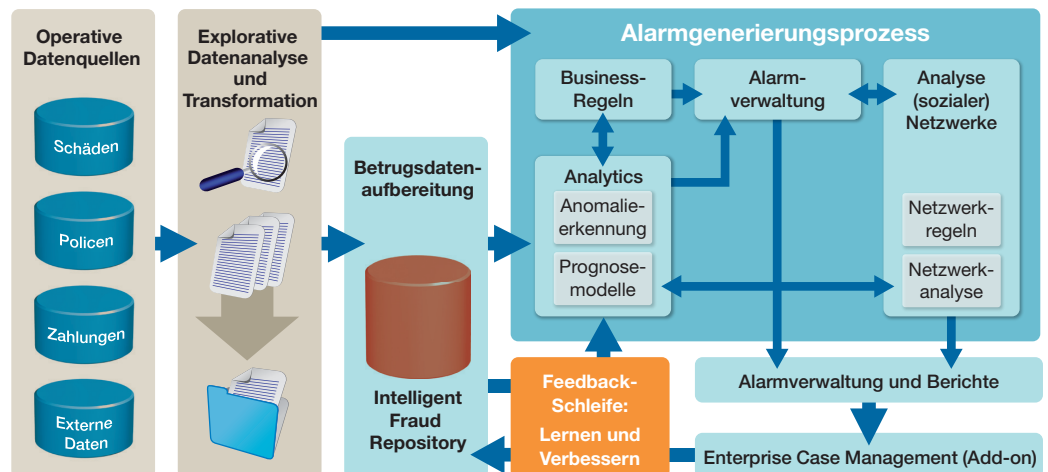 Operative
Datenquellen
Schäden
Policen
Zahlungen
Externe
Daten
Explorative
Datenanalyse
und
Transformation
Betrugsdaten-
aufbereitung
Intelligent
Fraud
Repository
Alarmgenerierungsprozess
Business-
Regeln
Alarm-
verwaltung
Analyse
(sozialer)
Netzwerke
Analytics
Anomalie-
erkennung
Prognose-
modelle
Netzwerk-
regeln
Netzwerk-
analyse
Feedback-
Schleife:
Lernen und
Verbessern
Alarmverwaltung und Berichte
Enterprise Case Management (Add-on)